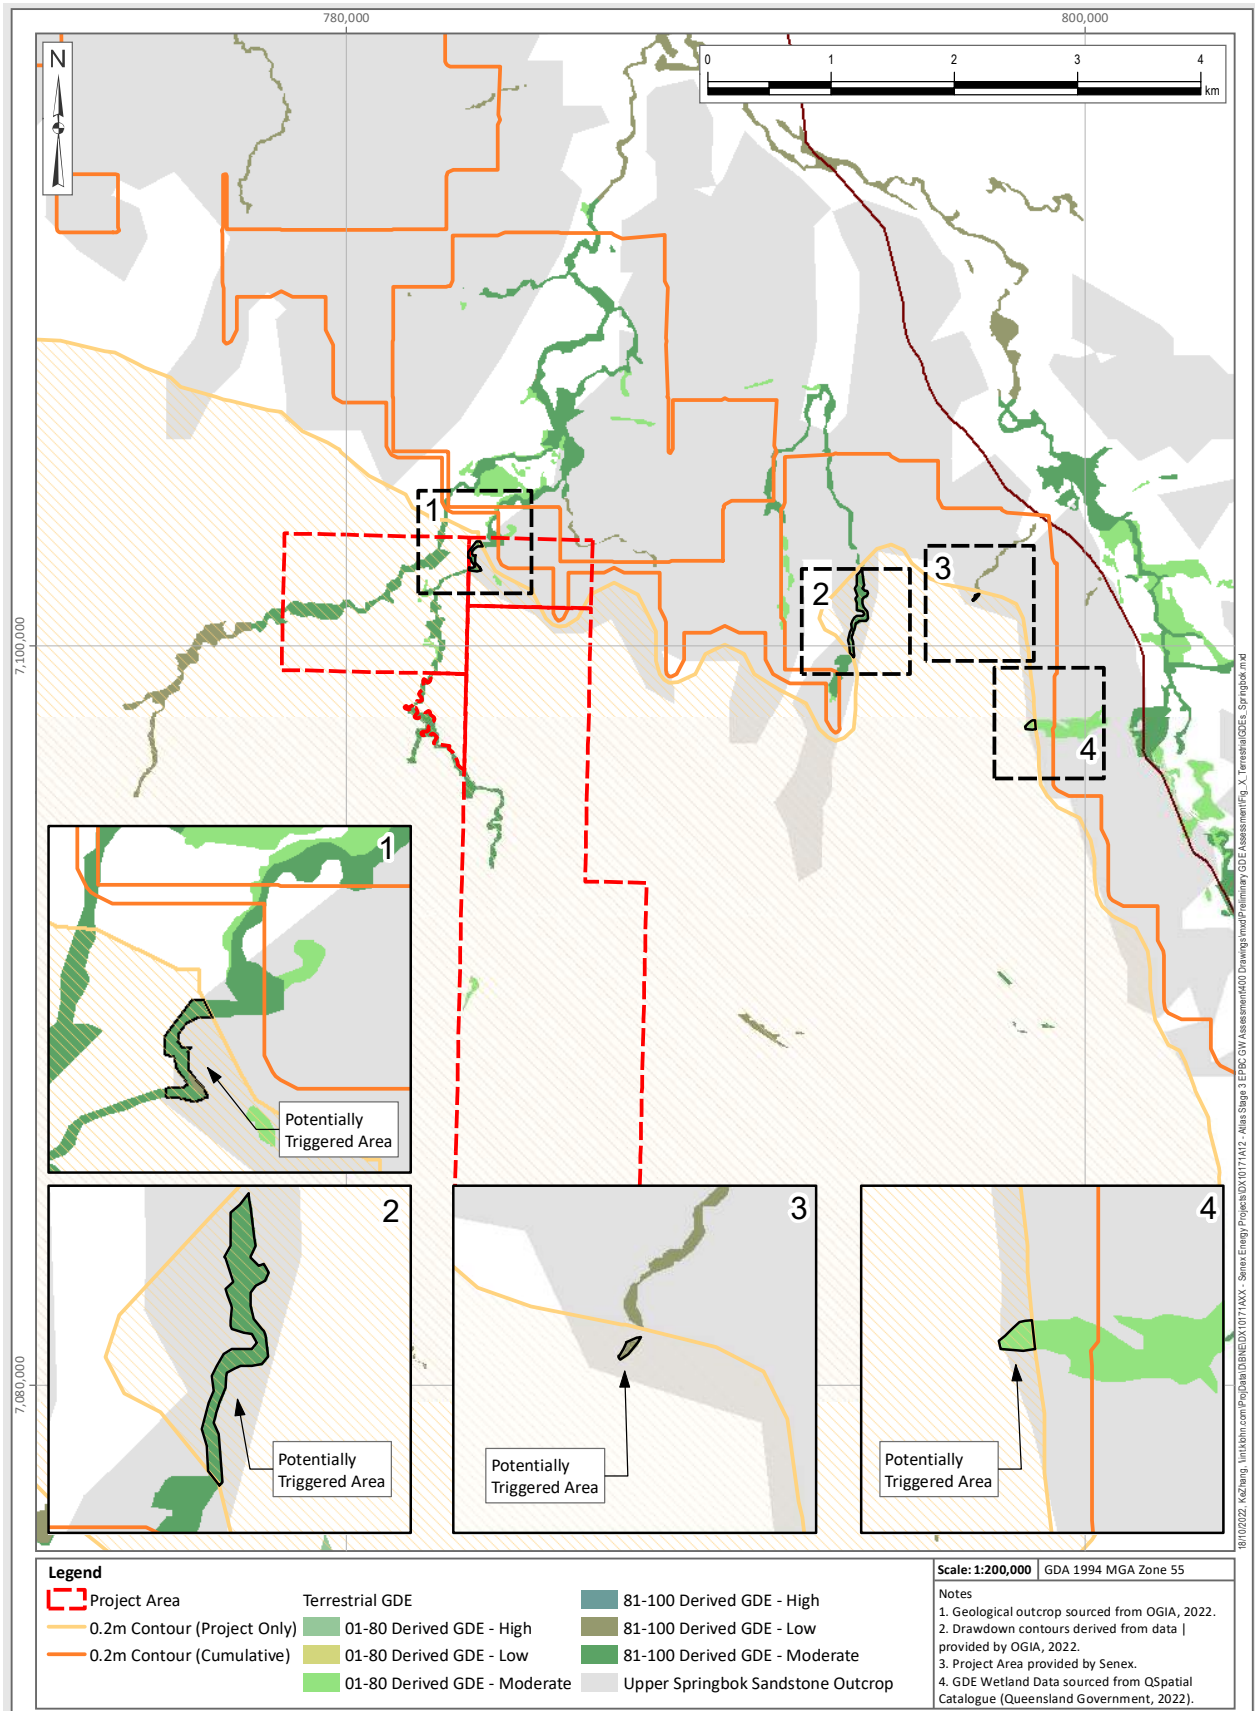 780,000
800,000
N
0
1
2
3
4
km
7,100,000
7,080,000
1
2
3
4
1
Potentially
Triggered Area
2
Potentially
Triggered Area
3
Potentially
Triggered Area
4
Potentially
Triggered Area
Legend
Project Area
0.2m Contour (Project Only)
0.2m Contour (Cumulative)
Terrestrial GDE
01-80 Derived GDE - High
01-80 Derived GDE - Low
01-80 Derived GDE - Moderate
81-100 Derived GDE - High
81-100 Derived GDE - Low
81-100 Derived GDE - Moderate
Upper Springbok Sandstone Outcrop
Scale: 1:200,000
GDA 1994 MGA Zone 55
Notes
1. Geological outcrop sourced from OGIA, 2022.
2. Drawdown contours derived from data |
provided by OGIA, 2022.
3. Project Area provided by Senex.
4. GDE Wetland Data sourced from QSpatial
Catalogue (Queensland Government, 2022).